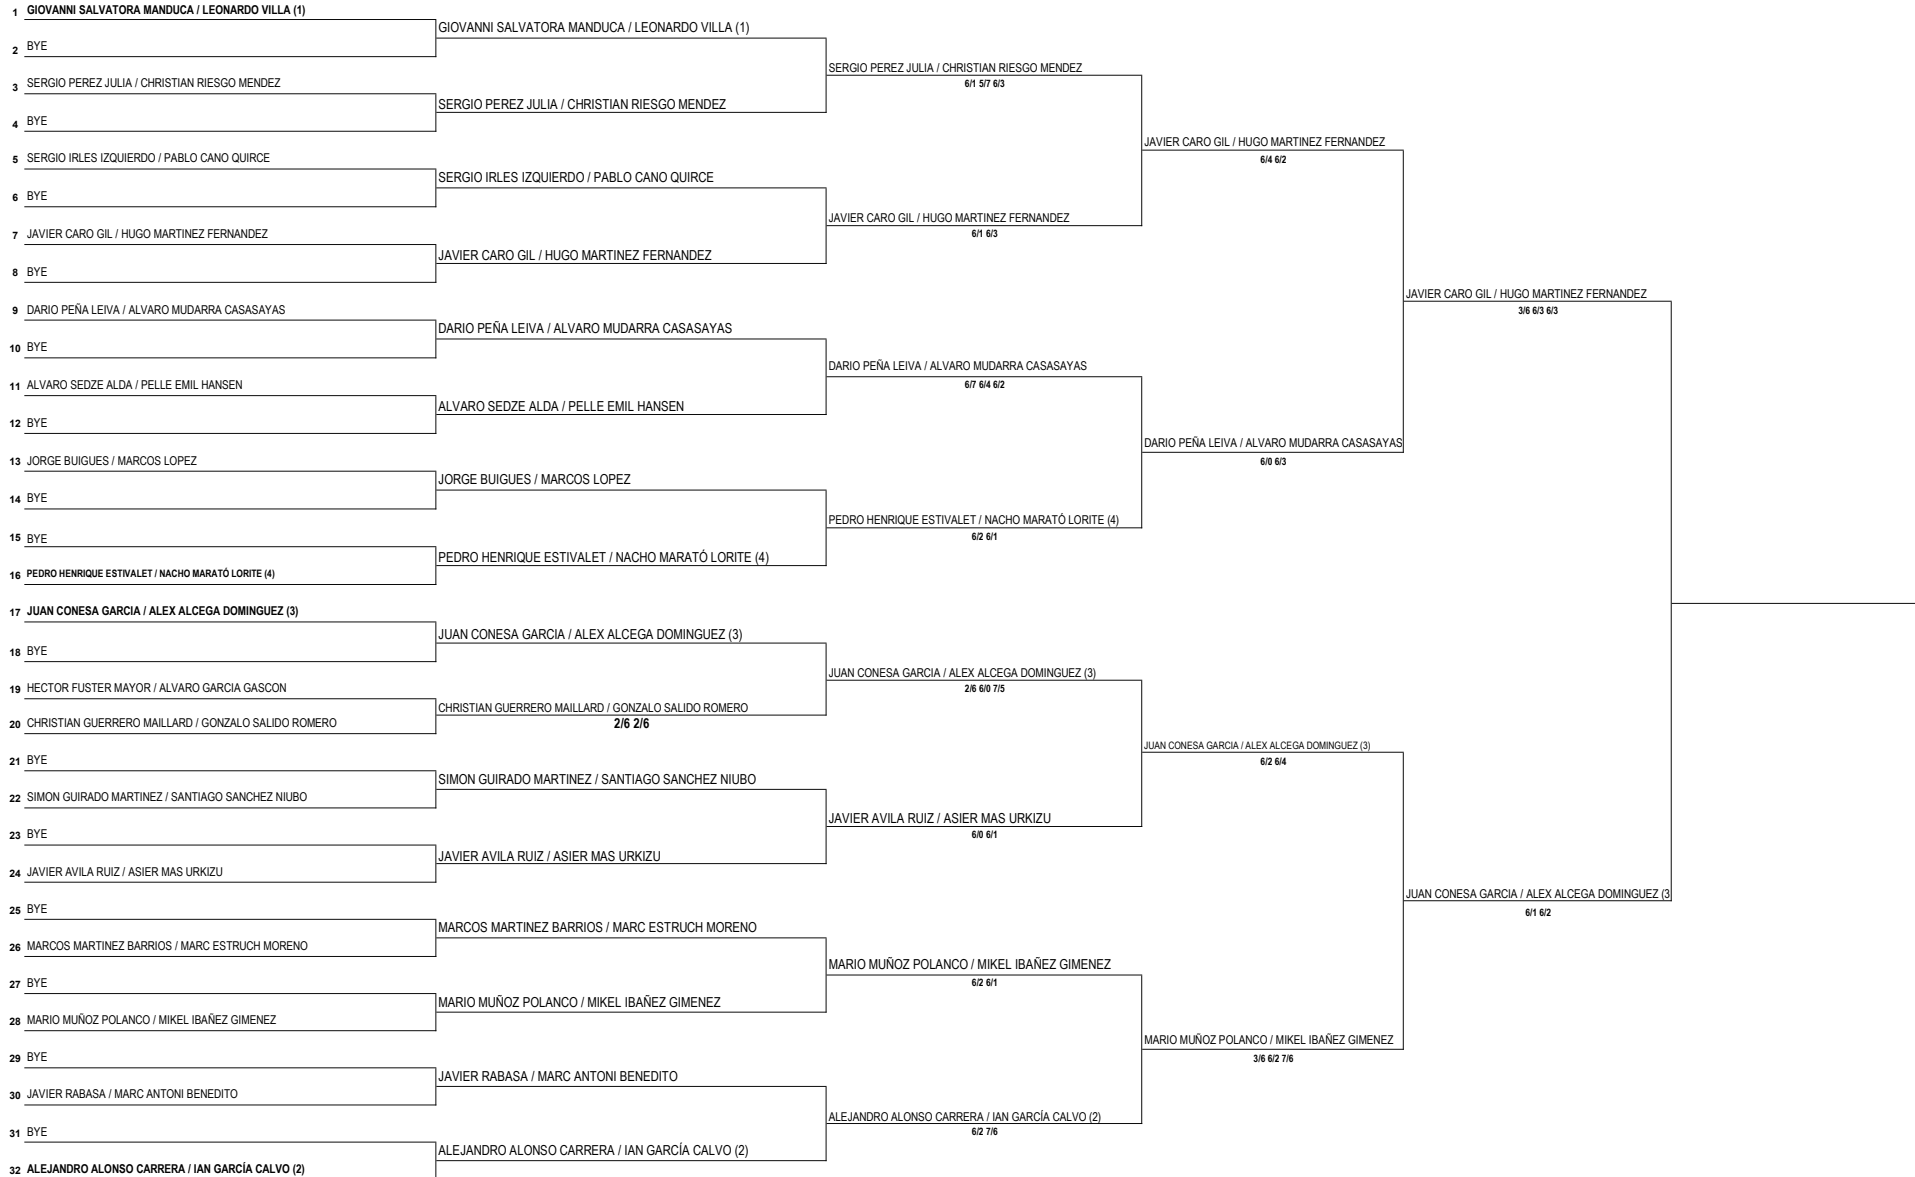 1 GIOVANNI SALVATORA MANDUCA / LEONARDO VILLA (1)
2 BYE
3 SERGIO PEREZ JULIA / CHRISTIAN RIESGO MENDEZ
4 BYE
5 SERGIO IRLES IZQUIERDO / PABLO CANO QUIRCE
6 BYE
7 JAVIER CARO GIL / HUGO MARTINEZ FERNANDEZ
8 BYE
9 DARIO PEÑA LEIVA / ALVARO MUDARRA CASASAYAS
10 BYE
11 ALVARO SEDZE ALDA / PELLE EMIL HANSEN
12 BYE
13 JORGE BUIGUES / MARCOS LOPEZ
14 BYE
15 BYE
16 PEDRO HENRIQUE ESTIVALET / NACHO MARATÓ LORITE (4)
17 JUAN CONESA GARCIA / ALEX ALCEGA DOMINGUEZ (3)
18 BYE
19 HECTOR FUSTER MAYOR / ALVARO GARCIA GASCON
20 CHRISTIAN GUERRERO MAILLARD / GONZALO SALIDO ROMERO
21 BYE
22 SIMON GUIRADO MARTINEZ / SANTIAGO SANCHEZ NIUBO
23 BYE
24 JAVIER AVILA RUIZ / ASIER MAS URKIZU
25 BYE
26 MARCOS MARTINEZ BARRIOS / MARC ESTRUCH MORENO
27 BYE
28 MARIO MUÑOZ POLANCO / MIKEL IBAÑEZ GIMENEZ
29 BYE
30 JAVIER RABASA / MARC ANTONI BENEDITO
31 BYE
32 ALEJANDRO ALONSO CARRERA / IAN GARCÍA CALVO (2)
GIOVANNI SALVATORA MANDUCA / LEONARDO VILLA (1)
SERGIO PEREZ JULIA / CHRISTIAN RIESGO MENDEZ
SERGIO IRLES IZQUIERDO / PABLO CANO QUIRCE
JAVIER CARO GIL / HUGO MARTINEZ FERNANDEZ
DARIO PEÑA LEIVA / ALVARO MUDARRA CASASAYAS
ALVARO SEDZE ALDA / PELLE EMIL HANSEN
JORGE BUIGUES / MARCOS LOPEZ
PEDRO HENRIQUE ESTIVALET / NACHO MARATÓ LORITE (4)
JUAN CONESA GARCIA / ALEX ALCEGA DOMINGUEZ (3)
CHRISTIAN GUERRERO MAILLARD / GONZALO SALIDO ROMERO
2/6 2/6
SIMON GUIRADO MARTINEZ / SANTIAGO SANCHEZ NIUBO
JAVIER AVILA RUIZ / ASIER MAS URKIZU
MARCOS MARTINEZ BARRIOS / MARC ESTRUCH MORENO
MARIO MUÑOZ POLANCO / MIKEL IBAÑEZ GIMENEZ
JAVIER RABASA / MARC ANTONI BENEDITO
ALEJANDRO ALONSO CARRERA / IAN GARCÍA CALVO (2)
SERGIO PEREZ JULIA / CHRISTIAN RIESGO MENDEZ
6/1 5/7 6/3
JAVIER CARO GIL / HUGO MARTINEZ FERNANDEZ
6/1 6/3
DARIO PEÑA LEIVA / ALVARO MUDARRA CASASAYAS
6/7 6/4 6/2
PEDRO HENRIQUE ESTIVALET / NACHO MARATÓ LORITE (4)
6/2 6/1
JUAN CONESA GARCIA / ALEX ALCEGA DOMINGUEZ (3)
2/6 6/0 7/5
JAVIER AVILA RUIZ / ASIER MAS URKIZU
6/0 6/1
MARIO MUÑOZ POLANCO / MIKEL IBAÑEZ GIMENEZ
6/2 6/1
ALEJANDRO ALONSO CARRERA / IAN GARCÍA CALVO (2)
6/2 7/6
JAVIER CARO GIL / HUGO MARTINEZ FERNANDEZ
6/4 6/2
DARIO PEÑA LEIVA / ALVARO MUDARRA CASASAYAS
6/0 6/3
JUAN CONESA GARCIA / ALEX ALCEGA DOMINGUEZ (3)
6/2 6/4
MARIO MUÑOZ POLANCO / MIKEL IBAÑEZ GIMENEZ
3/6 6/2 7/6
JAVIER CARO GIL / HUGO MARTINEZ FERNANDEZ
3/6 6/3 6/3
JUAN CONESA GARCIA / ALEX ALCEGA DOMINGUEZ (3
6/1 6/2